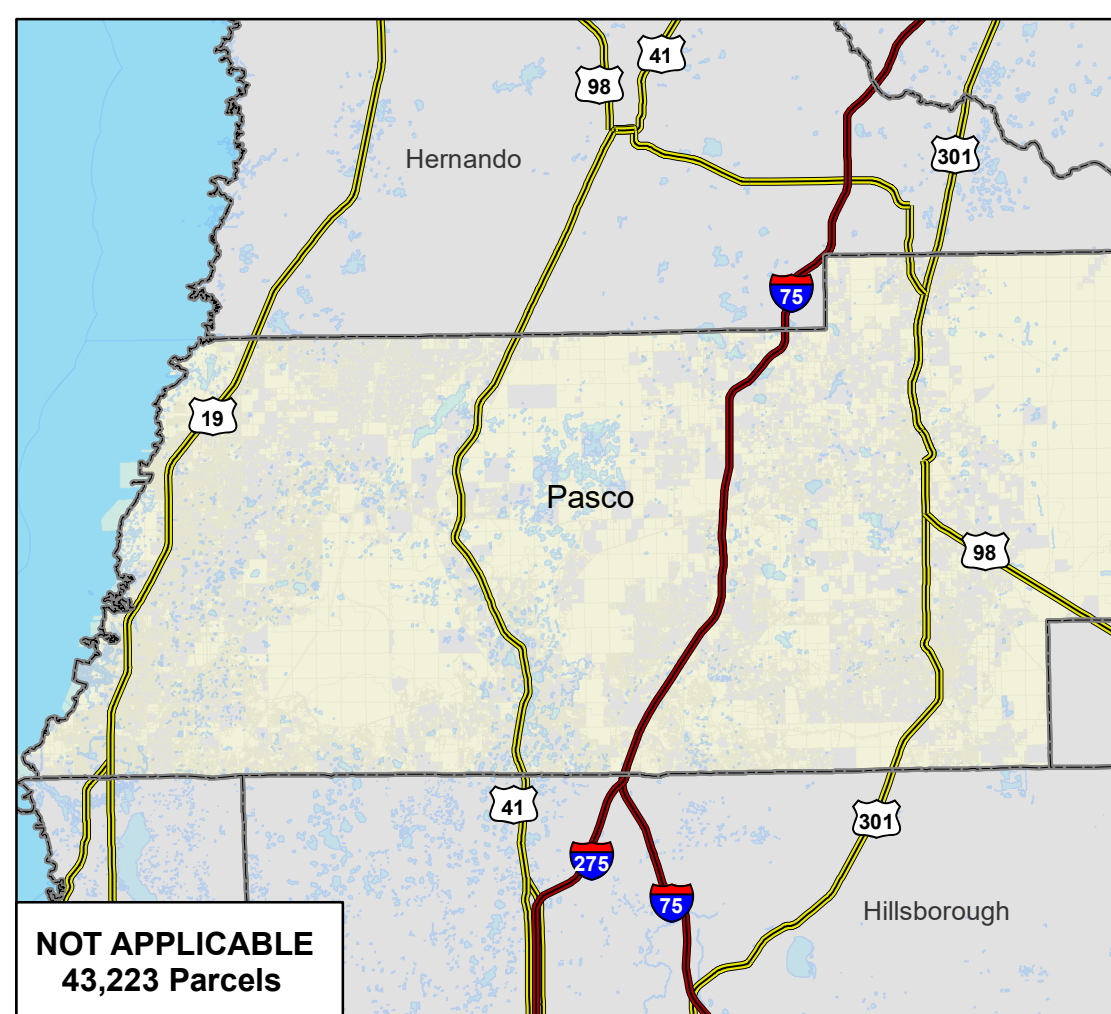 41
98
Hernando
301
75
19
Pasco
98
41
301
275
75
Hillsborough
NOT APPLICABLE
43,223 Parcels